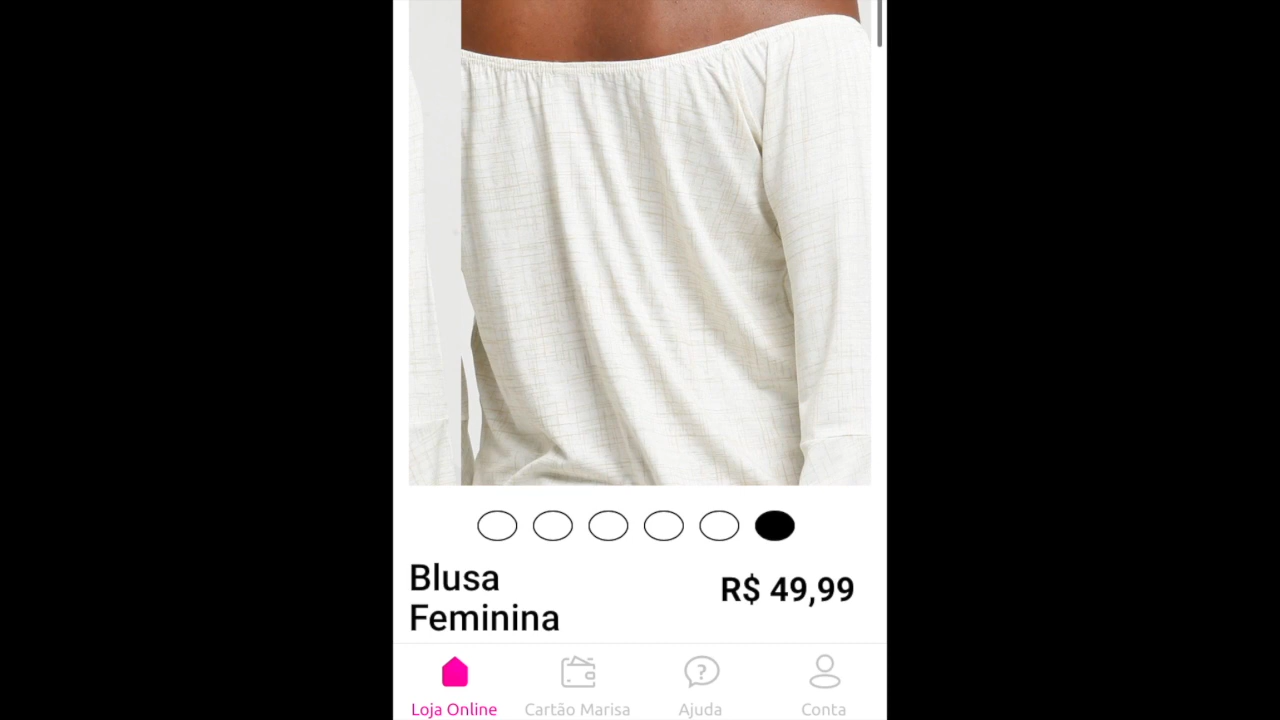 Blusa
Feminina
R$ 49,99
Loja Online
Cartão Marisa
Ajuda
Conta